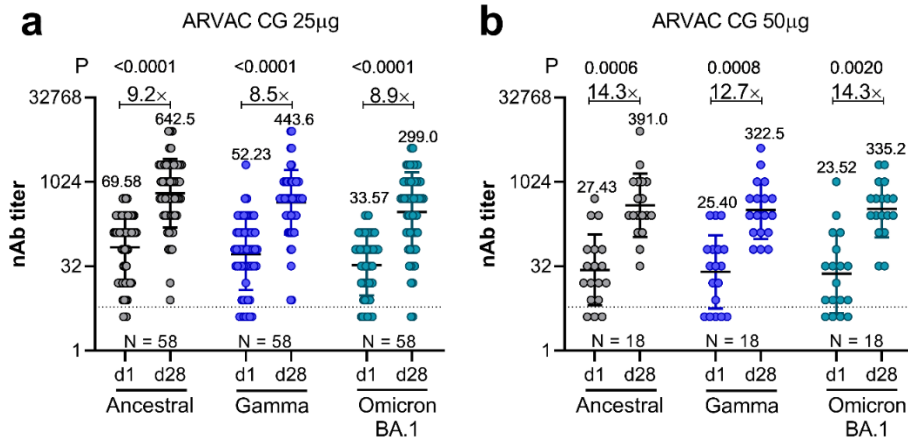 a
ARVAC CG 25μg
P
<0.0001
<0.0001
<0.0001
9.2×
8.5×
8.9×
32768
1024
32
1
nAb titer
69.58
642.5
52.23
443.6
33.57
299.0
N = 58
N = 58
N = 58
d1
d28
d1
d28
d1
d28
Ancestral
Gamma
Omicron
BA.1
b
ARVAC CG 50μg
P
0.0006
0.0008
0.0020
14.3×
12.7×
14.3×
32768
1024
32
1
nAb titer
27.43
391.0
25.40
322.5
23.52
335.2
N = 18
N = 18
N = 18
d1
d28
d1
d28
d1
d28
Ancestral
Gamma
Omicron
BA.1